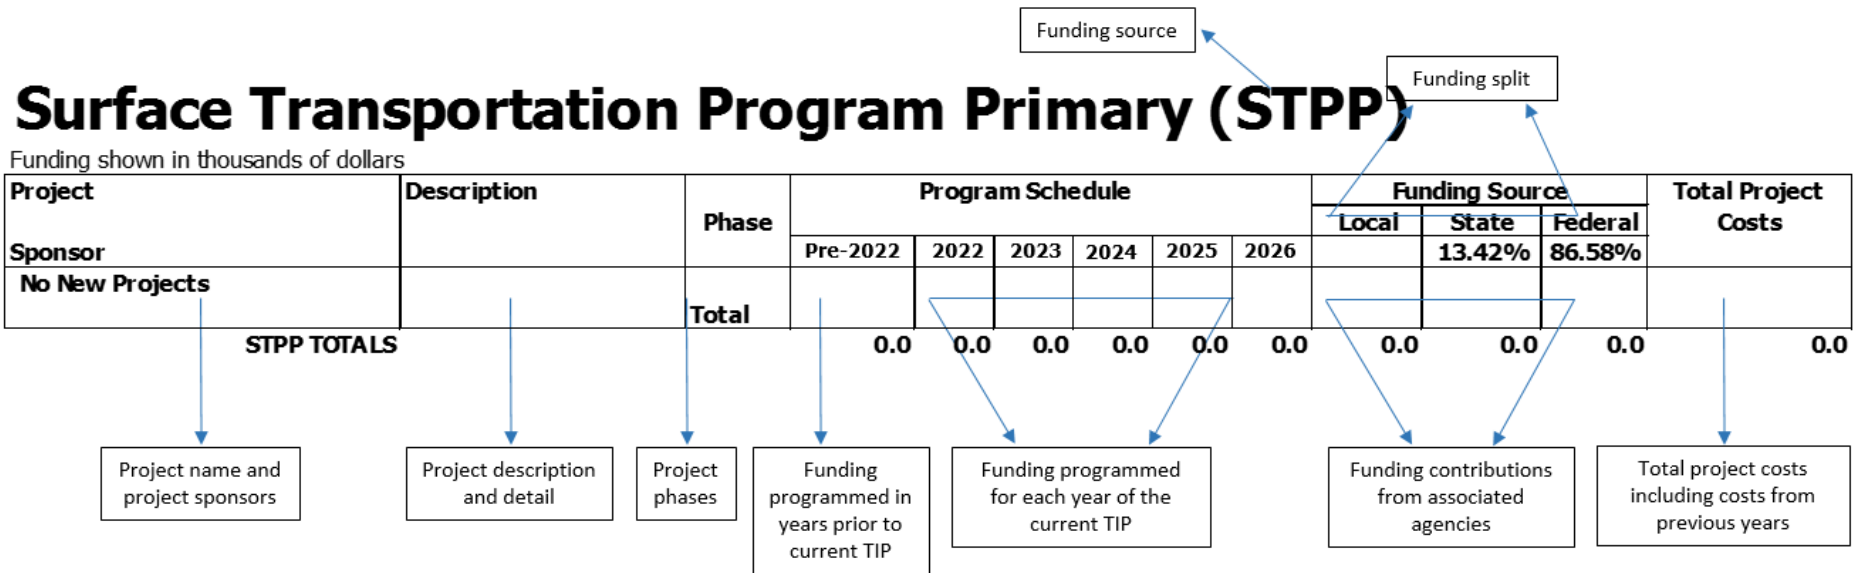 Funding source
Funding split
Surface Transportation Program Primary (STPP)
Funding shown in thousands of dollars
Project Description Program Schedule Funding Source Total Project
Phase Local State Federal Costs
Sponsor Pre-2022 2022 2023 2024 2025 2026 13.42% 86.58%
No New Projects
Total
STPP TOTALS 0.0 0.0 0.0 0.0 0.0 0.0 0.0 0.0 0.0 0.0
Project name and
project sponsors
Project description
and detail
Project
phases
Funding
programmed in
years prior to
current TIP
Funding programmed
for each year of the
current TIP
Funding contributions
from associated
agencies
Total project costs
including costs from
previous years